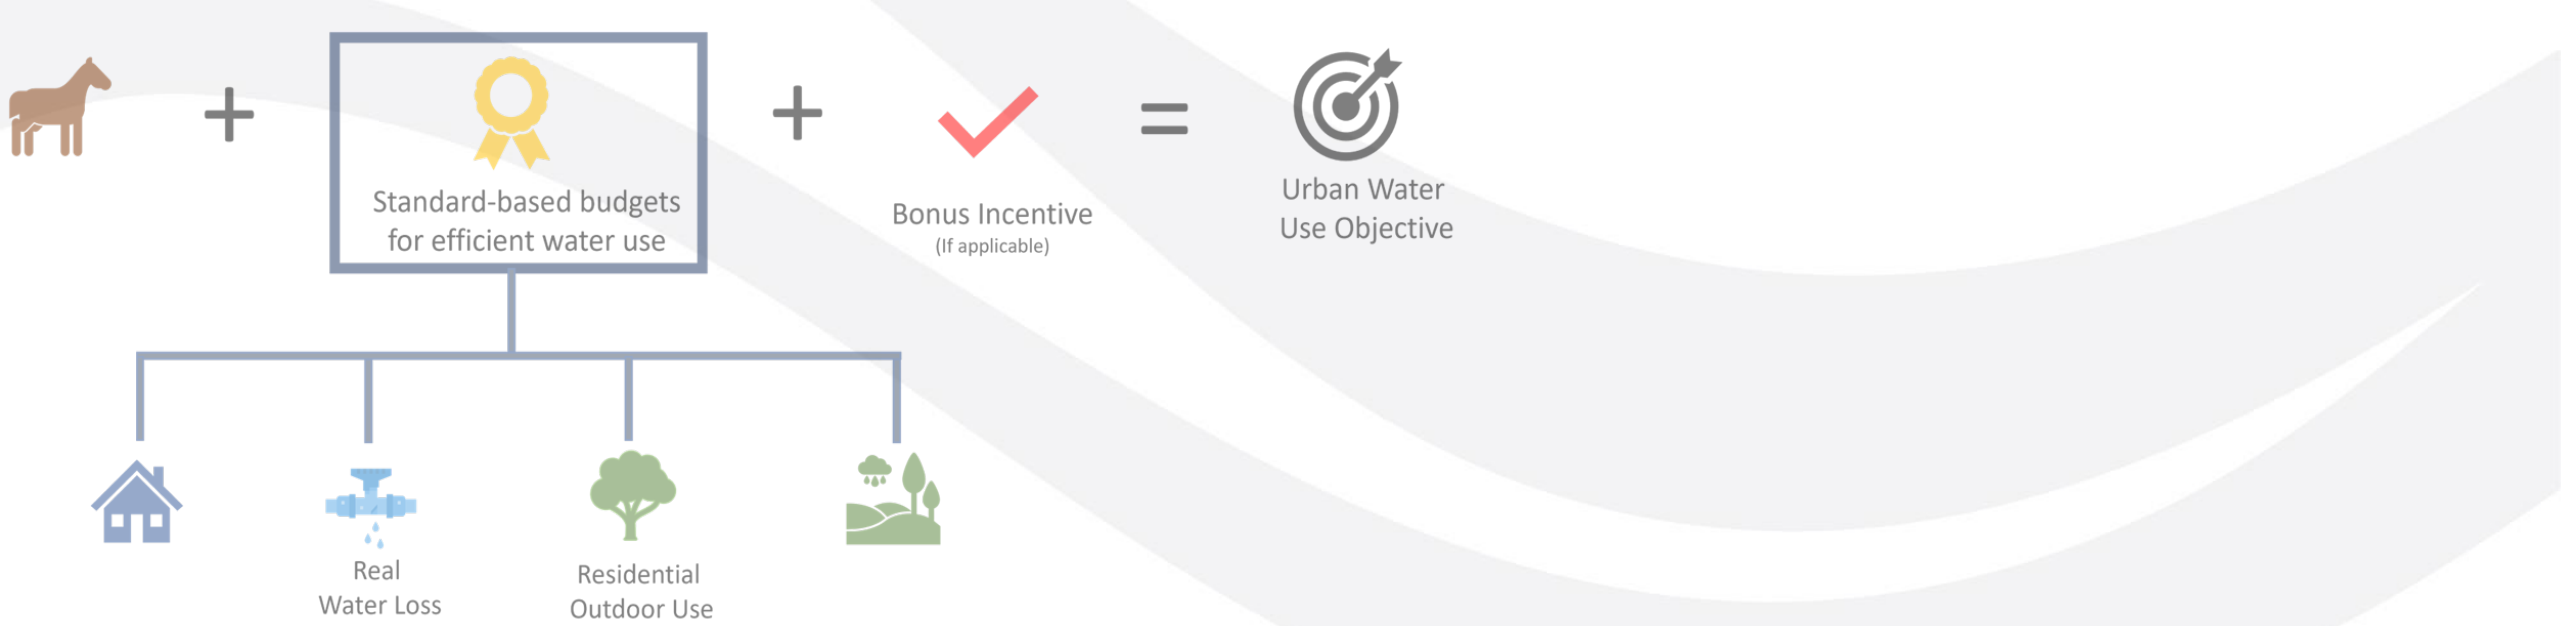 +
Standard-based budgets
for efficient water use
+
Bonus Incentive
(If applicable)
=
Urban Water
Use Objective
Real
Water Loss
Residential
Outdoor Use